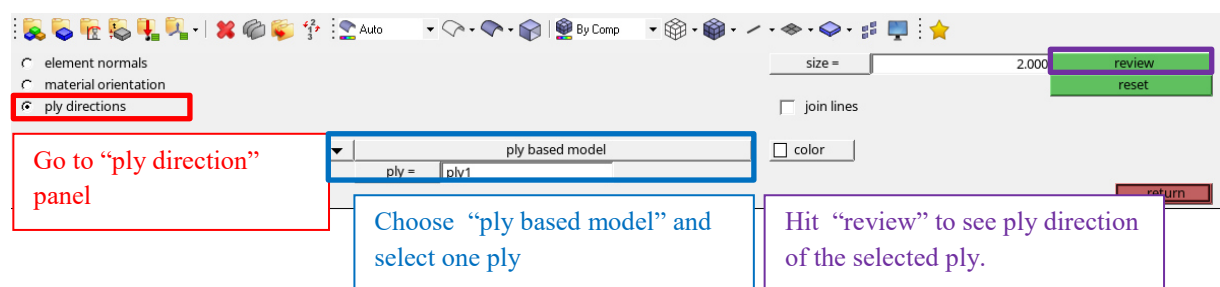 Auto
By Comp
element normals
size = 2.000 review
material orientation
reset
ply directions
join lines
ply based model
color
ply = ply1
return
Go to “ply direction”
panel
Choose “ply based model” and
select one ply
Hit “review” to see ply direction
of the selected ply.